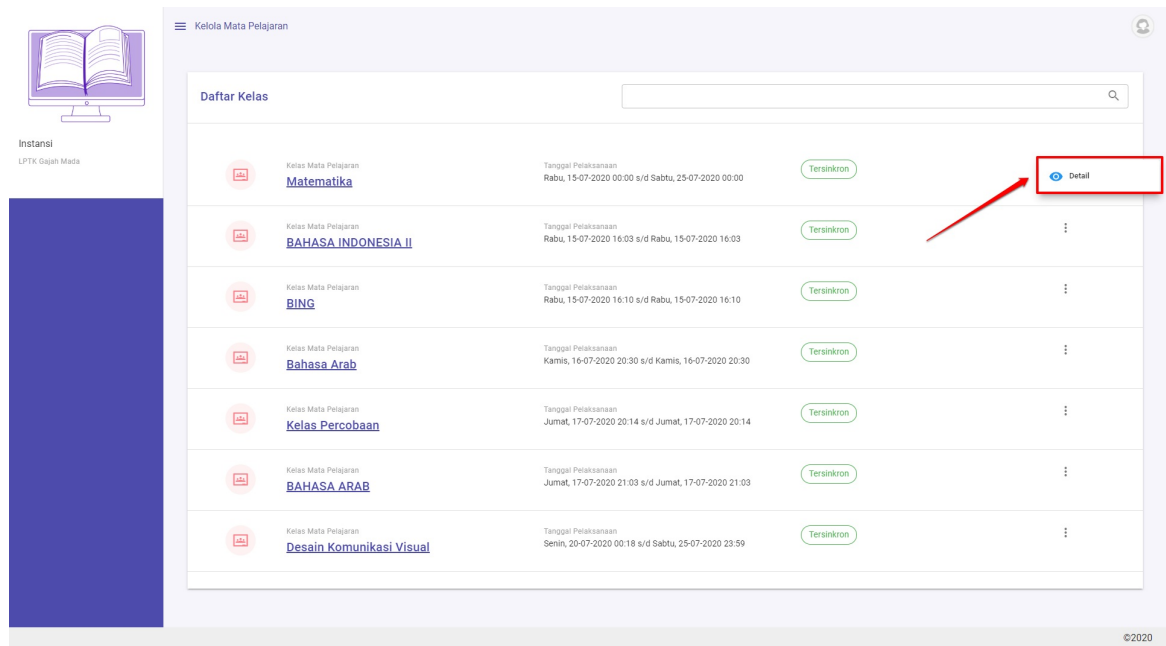 Kelola Mata Pelajaran
Instansi
LPTK Gajah Mada
Daftar Kelas
Kelas Mata Pelajaran
Matematika
Tanggal Pelaksanaan
Rabu, 15-07-2020 00:00 s/d Sabtu, 25-07-2020 00:00
Tersinkron
Detail
Kelas Mata Pelajaran
BAHASA INDONESIA II
Tanggal Pelaksanaan
Rabu, 15-07-2020 16:03 s/d Rabu, 15-07-2020 16:03
Tersinkron
Kelas Mata Pelajaran
BING
Tanggal Pelaksanaan
Rabu, 15-07-2020 16:10 s/d Rabu, 15-07-2020 16:10
Tersinkron
Kelas Mata Pelajaran
Bahasa Arab
Tanggal Pelaksanaan
Kamis, 16-07-2020 20:30 s/d Kamis, 16-07-2020 20:30
Tersinkron
Kelas Mata Pelajaran
Kelas Percobaan
Tanggal Pelaksanaan
Jumat, 17-07-2020 20:14 s/d Jumat, 17-07-2020 20:14
Tersinkron
Kelas Mata Pelajaran
BAHASA ARAB
Tanggal Pelaksanaan
Jumat, 17-07-2020 21:03 s/d Jumat, 17-07-2020 21:03
Tersinkron
Kelas Mata Pelajaran
Desain Komunikasi Visual
Tanggal Pelaksanaan
Senin, 20-07-2020 00:18 s/d Sabtu, 25-07-2020 23:59
Tersinkron
©2020